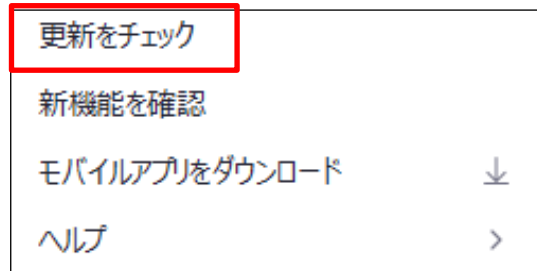 更新をチェック
新機能を確認
モバイルアプリをダウンロード
ヘルプ